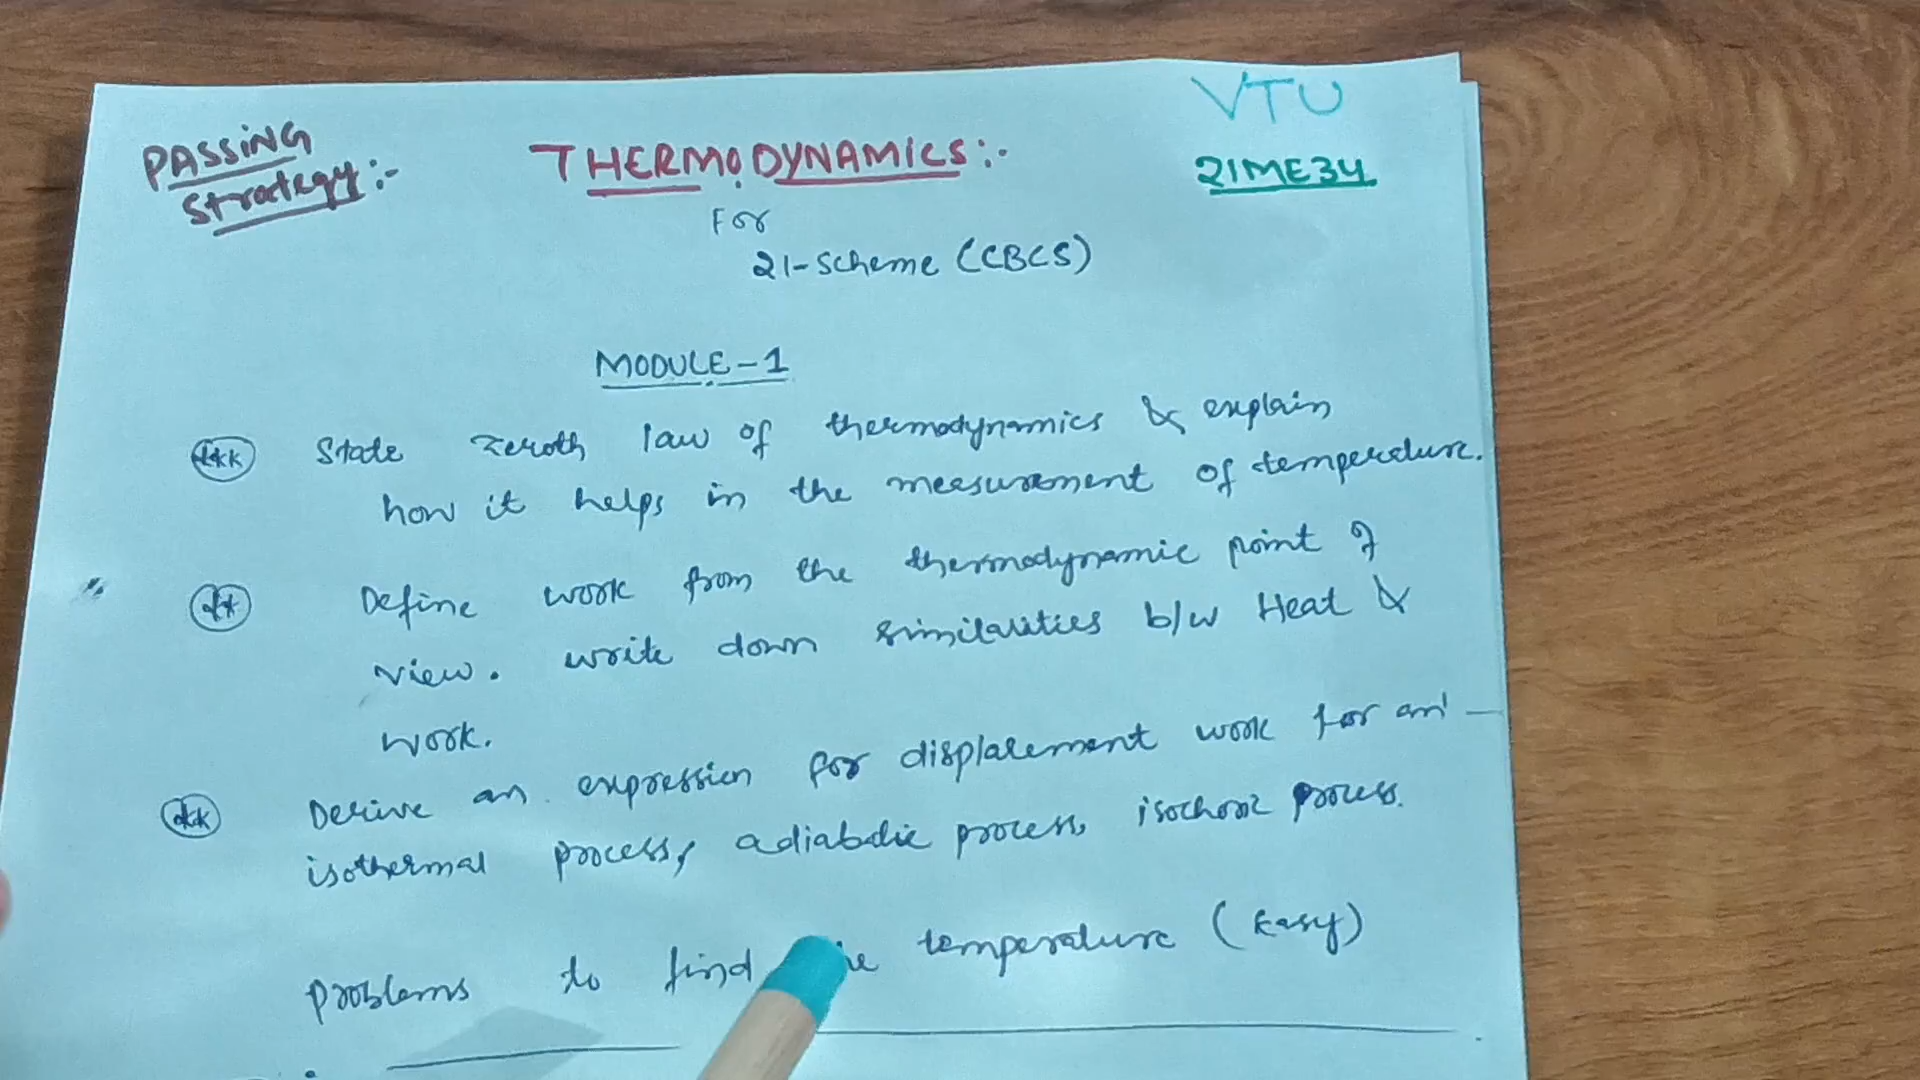 PASSING
Strategy:-
THERMODYNAMICS:-
VTU
21ME34
For
21-Scheme (CBCS)
MODULE-1
State Zeroth law of thermodynamics & explain
how it helps in the measurement of temperature.
Define work from the thermodynamic point of
view. write down similarities b/w Heat &
work.
Derive an expression for displacement work for an
isothermal process, adiabatic process, isochoric process.
problems to find temperature (Easy)